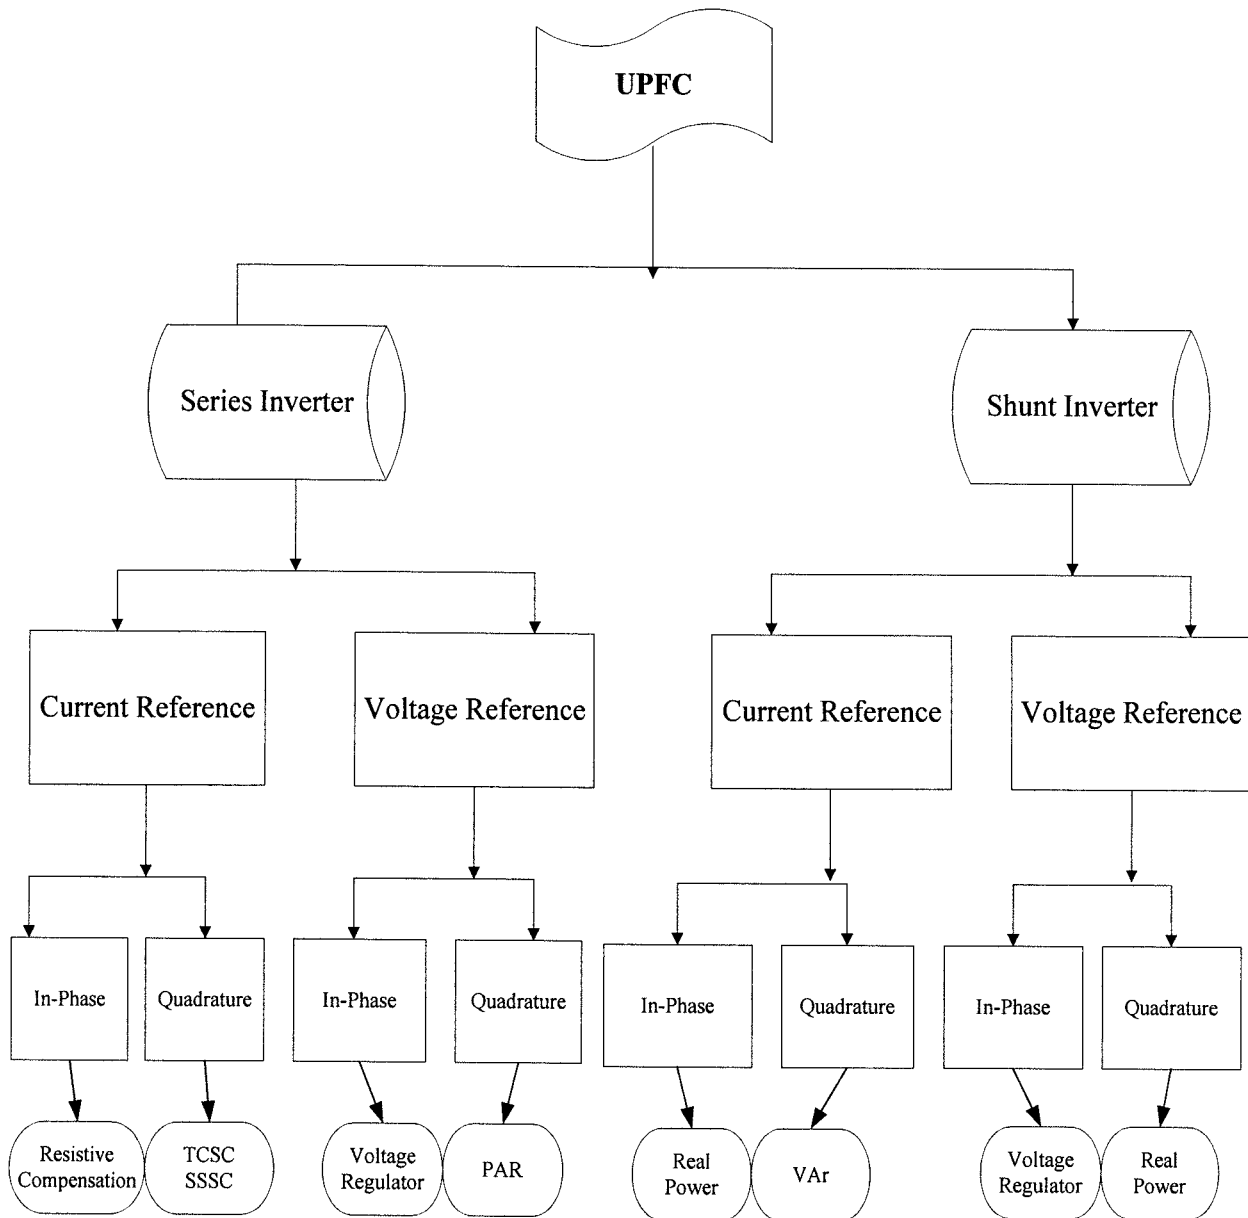 UPFC
Series Inverter
Shunt Inverter
Current Reference
Voltage Reference
Current Reference
Voltage Reference
In-Phase
Quadrature
In-Phase
Quadrature
In-Phase
Quadrature
In-Phase
Quadrature
Resistive
Compensation
TCSC
SSSC
Voltage
Regulator
PAR
Real
Power
VAr
Voltage
Regulator
Real
Power